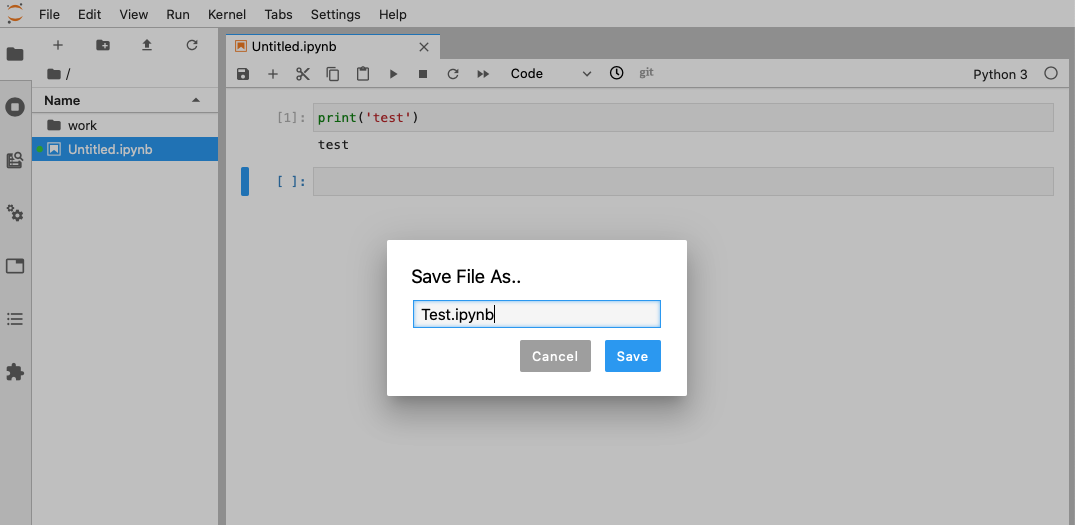 File Edit View Run Kernel Tabs Settings Help
Untitled.ipynb
Code
git
Python 3
/
Name
work
Untitled.ipynb
[1]: print('test')
test
[ ]:
Save File As..
Test.ipynb
Cancel Save